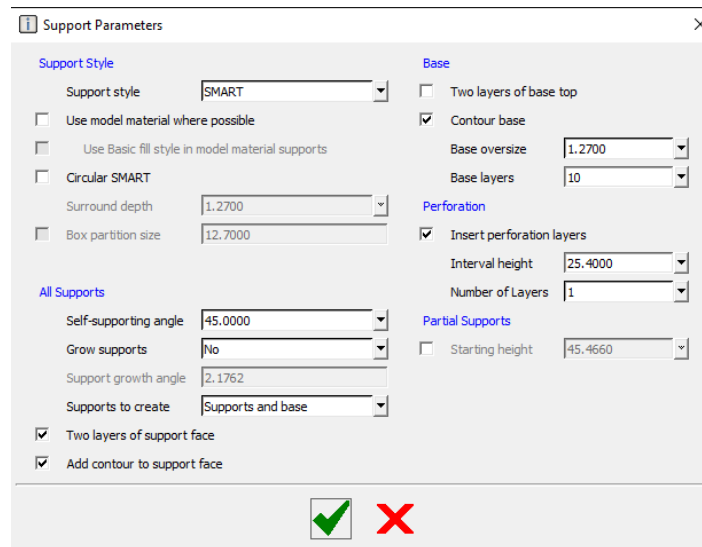 Support Parameters
Support Style
Support style SMART
Use model material where possible
Use Basic fill style in model material supports
Circular SMART
Surround depth 1.2700
Box partition size 12.7000
All Supports
Self-supporting angle 45.0000
Grow supports No
Support growth angle 2.1762
Supports to create Supports and base
Two layers of support face
Add contour to support face
Base
Two layers of base top
Contour base
Base oversize 1.2700
Base layers 10
Perforation
Insert perforation layers
Interval height 25.4000
Number of Layers 1
Partial Supports
Starting height 45.4660